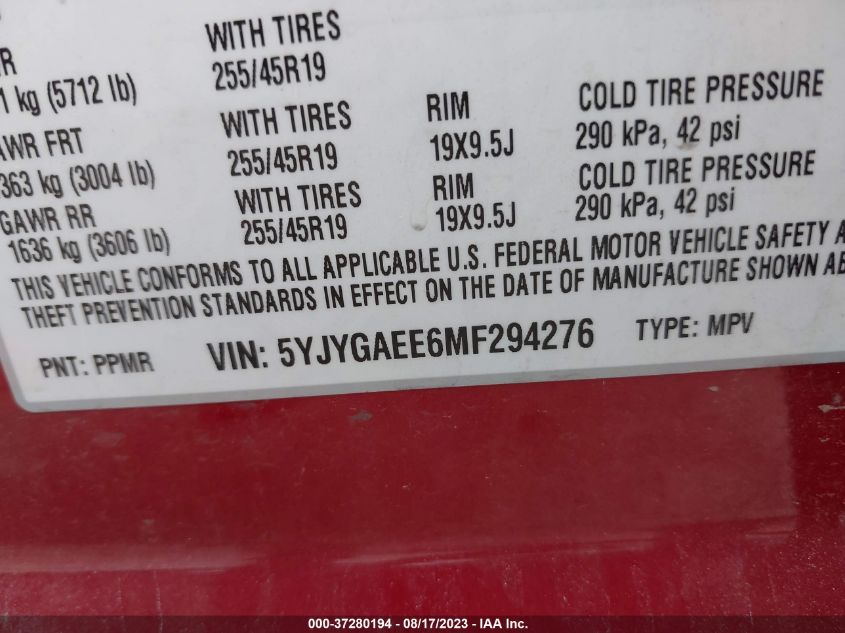 WITH TIRES
255/45R19
R
1 kg (5712 lb)
WITH TIRES
RIM
COLD TIRE PRESSURE
AWR FRT
255/45R19
19X9.5J
290 kPa, 42 psi
363 kg (3004 lb)
WITH TIRES
RIM
COLD TIRE PRESSURE
GAWR RR
255/45R19
19X9.5J
290 kPa, 42 psi
1636 kg (3606 lb)
THIS VEHICLE CONFORMS TO ALL APPLICABLE U.S. FEDERAL MOTOR VEHICLE SAFETY A
THEFT PREVENTION STANDARDS IN EFFECT ON THE DATE OF MANUFACTURE SHOWN AB
PNT: PPMR VIN: 5YJYGAEE6MF294276 TYPE: MPV
000-37280194 - 08/17/2023 - IAA Inc.